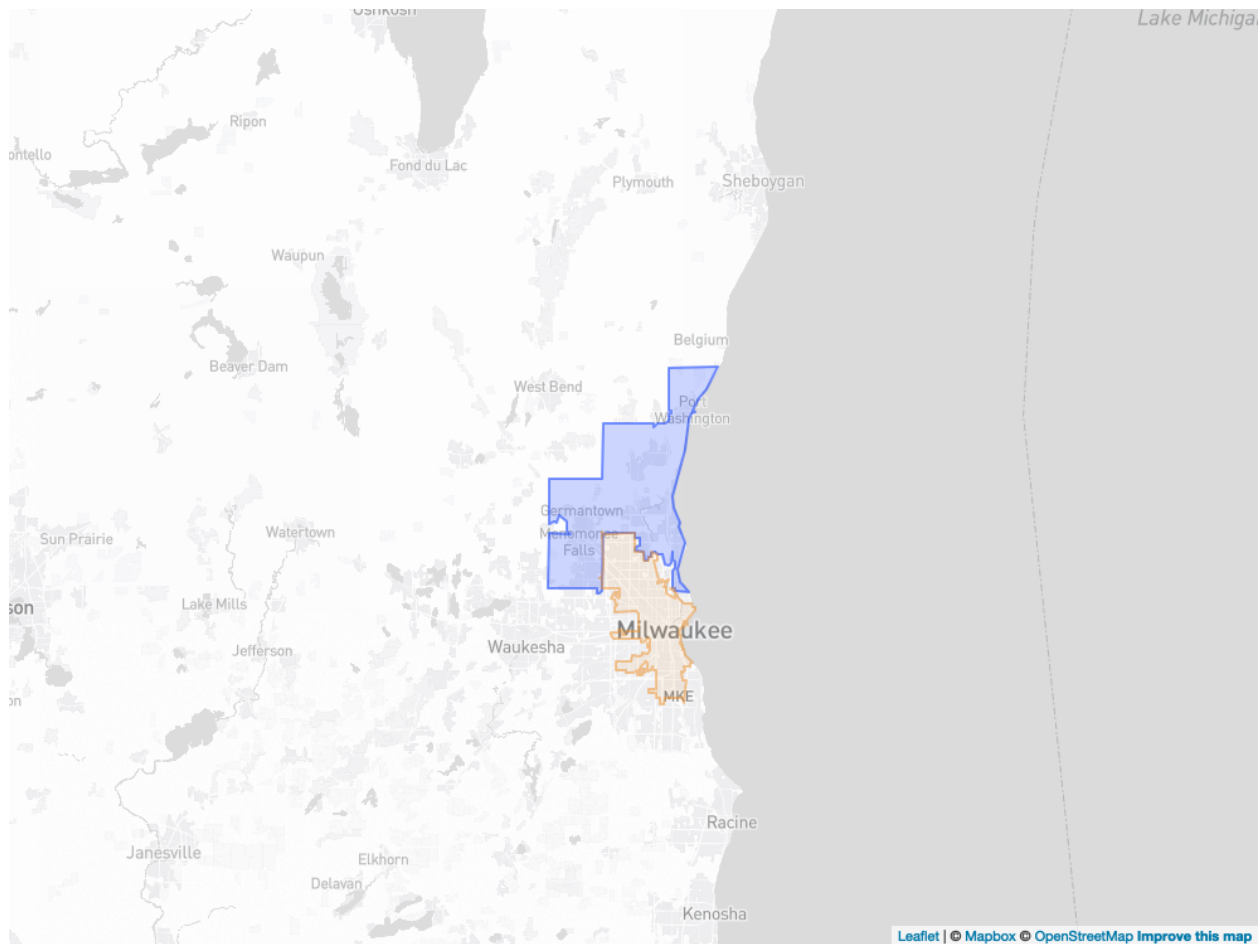 Oshkosh
Lake Michigan
Ripon
Fond du Lac
Plymouth
Sheboygan
Waupun
Belgium
Beaver Dam
West Bend
Port
Washington
Germantown
Menomonee
Falls
Sun Prairie
Watertown
Lake Mills
Jefferson
Waukesha
Milwaukee
MKE
Racine
Janesville
Elkhorn
Delavan
Kenosha
Leaflet | © Mapbox © OpenStreetMap Improve this map